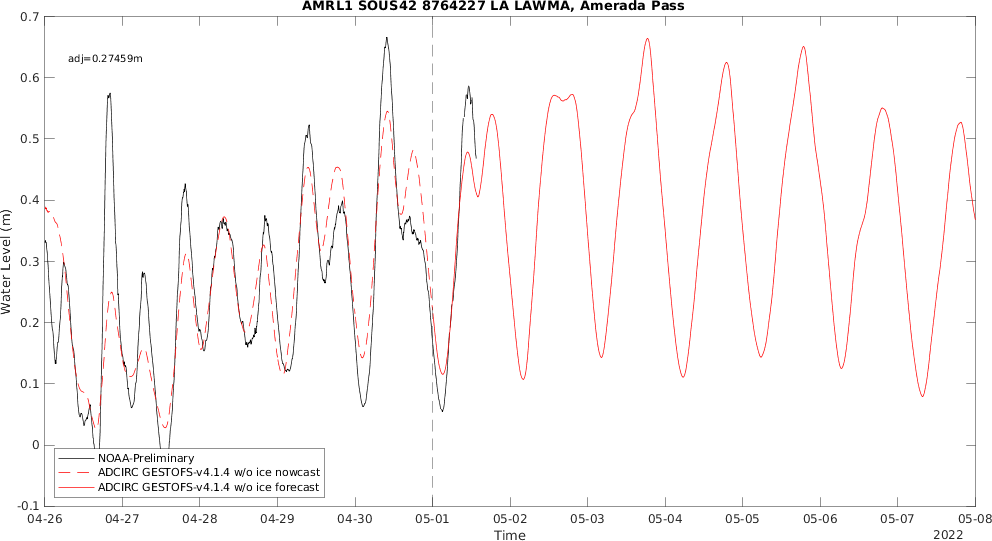 AMRL1 SOUS42 8764227 LA LAWMA, Amerada Pass
adj=0.27459m
Water Level (m)
0.7
0.6
0.5
0.4
0.3
0.2
0.1
0
-0.1
NOAA-Preliminary
ADCIRC GESTOFS-v4.1.4 w/o ice nowcast
ADCIRC GESTOFS-v4.1.4 w/o ice forecast
04-26 04-27 04-28 04-29 04-30 05-01 05-02 05-03 05-04 05-05 05-06 05-07 05-08
Time
2022